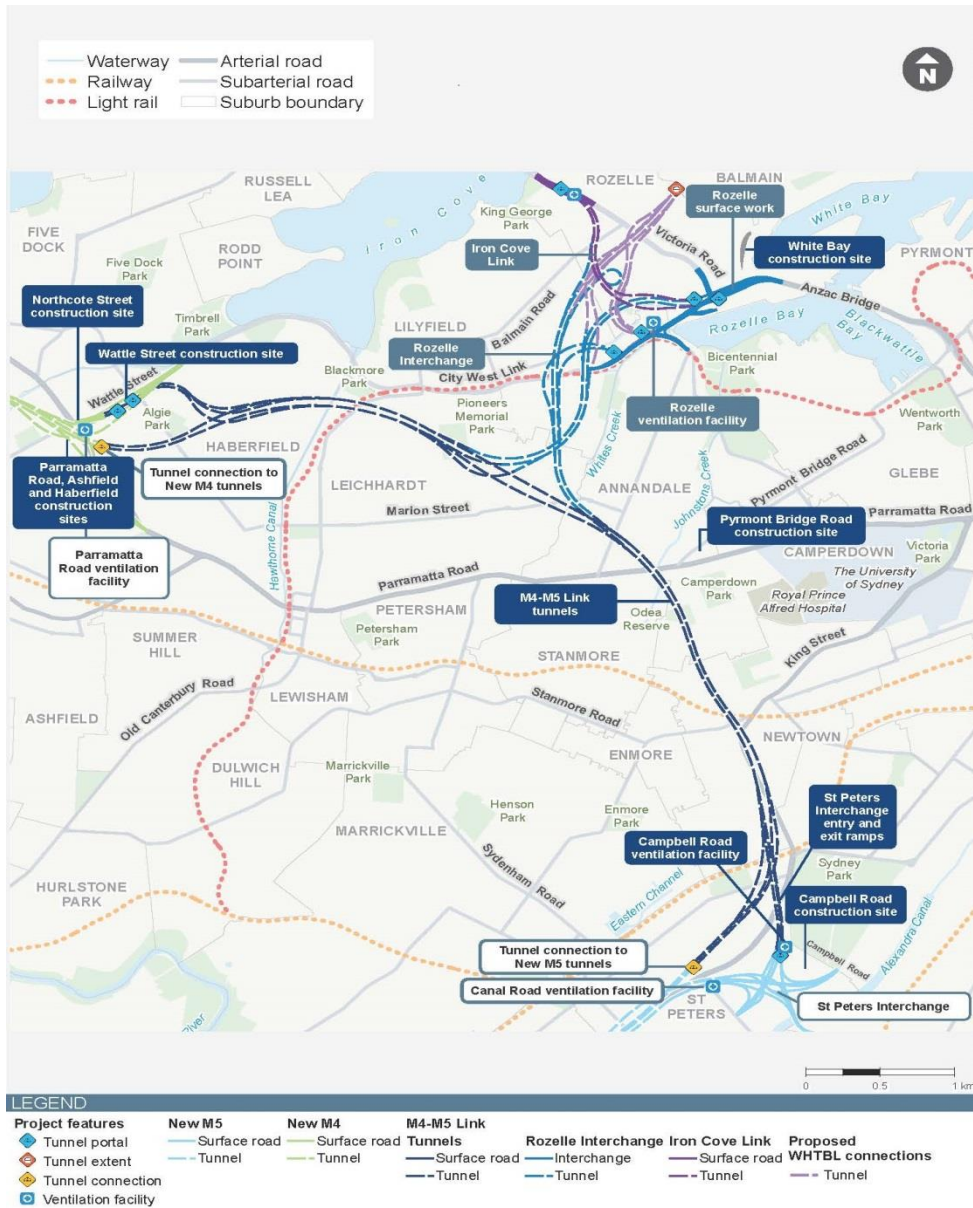 Waterway
Arterial road
Railway
Subarterial road
Light rail
Suburb boundary
N
RUSSELL
LEA
ROZELLE
BALMAIN
Iron Cove
King George
Park
Rozelle
surface work
White Bay
FIVE
DOCK
RODD
POINT
Victoria Road
White Bay
construction site
PYRMONT
Five Dock
Park
Iron Cove
Link
Northcote Street
construction site
Timbrell
Park
LILYFIELD
Balmain Road
Anzac Bridge
Rozelle Bay
Blackwattle
Bay
Wattle Street construction site
Rozelle
Interchange
Blackmore
Park
City West Link
Bicentennial
Park
Wattle Street
Algie
Park
Pioneers
Memorial
Park
Whites Creek
Rozelle
ventilation facility
Wentworth
Park
HABERFIELD
Parramatta
Road, Ashfield
and Haberfield
construction
sites
Tunnel connection to
New M4 tunnels
LEICHHARDT
ANNANDALE
Johnstons Creek
Pyrmont Bridge Road
GLEBE
Marion Street
Parramatta Road
Hawthorne Canal
Pyrmont Bridge Road
construction site
Parramatta
Road ventilation
facility
CAMPERDOWN
Victoria
Park
The University
of Sydney
Parramatta Road
M4-M5 Link
tunnels
Camperdown
Park
Royal Prince
Alfred Hospital
PETERSHAM
Odea
Reserve
SUMMER
HILL
Petersham
Park
STANMORE
King Street
Old Canterbury Road
LEWISHAM
Stanmore Road
ASHFIELD
NEWTOWN
ENMORE
DULWICH
HILL
Marrickville
Park
St Peters
Interchange
entry and
exit ramps
Henson
Park
Enmore
Park
MARRICKVILLE
Campbell Road
ventilation facility
Sydenham Road
Sydney
Park
HURLSTONE
PARK
Eastern Channel
Campbell Road
construction site
Alexandra Canal
Tunnel connection to
New M5 tunnels
Campbell Road
Canal Road ventilation facility
ST
PETERS
St Peters Interchange
River
0 0.5 1 km
LEGEND
Project features
Tunnel portal
Tunnel extent
Tunnel connection
Ventilation facility
New M5
Surface road
Tunnel
New M4
Surface road
Tunnel
M4-M5 Link
Tunnels
Surface road
Tunnel
Rozelle Interchange
Interchange
Tunnel
Iron Cove Link
Surface road
Tunnel
Proposed
WHTBL connections
Tunnel